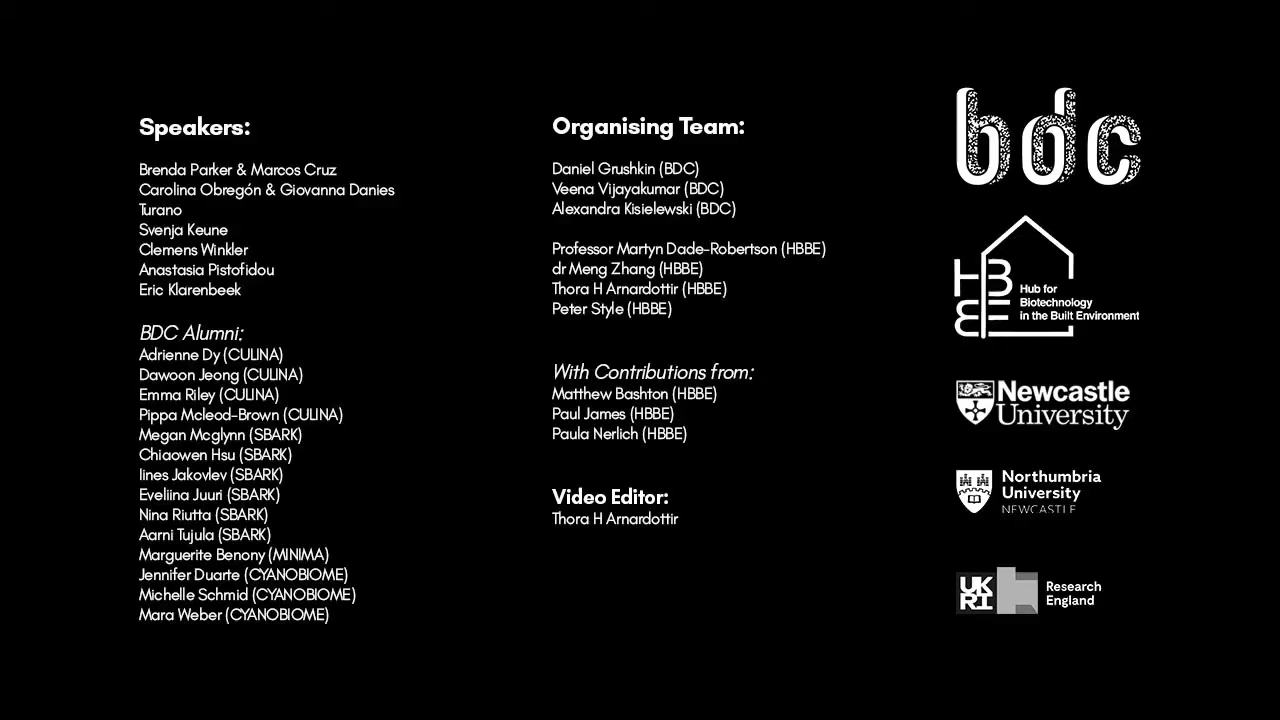 Speakers:
Brenda Parker & Marcos Cruz
Carolina Obregón & Giovanna Danies
Turano
Svenja Keune
Clemens Winkler
Anastasia Pistofidou
Eric Klarenbeek
BDC Alumni:
Adrienne Dy (CULINA)
Dawoon Jeong (CULINA)
Emma Riley (CULINA)
Pippa Mcleod-Brown (CULINA)
Megan Mcglynn (SBARK)
Chiaowen Hsu (SBARK)
Iines Jakovlev (SBARK)
Eveliina Juuri (SBARK)
Nina Riutta (SBARK)
Aarni Tujula (SBARK)
Marguerite Benony (MINIMA)
Jennifer Duarte (CYANOBIOME)
Michelle Schmid (CYANOBIOME)
Mara Weber (CYANOBIOME)
Organising Team:
Daniel Grushkin (BDC)
Veena Vijayakumar (BDC)
Alexandra Kisielewski (BDC)
Professor Martyn Dade-Robertson (HBBE)
dr Meng Zhang (HBBE)
Thora H Arnardottir (HBBE)
Peter Style (HBBE)
With Contributions from:
Matthew Bashton (HBBE)
Paul James (HBBE)
Paula Nerlich (HBBE)
Video Editor:
Thora H Arnardottir
bdc
HB
BE
Hub for
Biotechnology
in the Built Environment
Newcastle
University
Northumbria
University
NEWCASTLE
UK
RI
Research
England